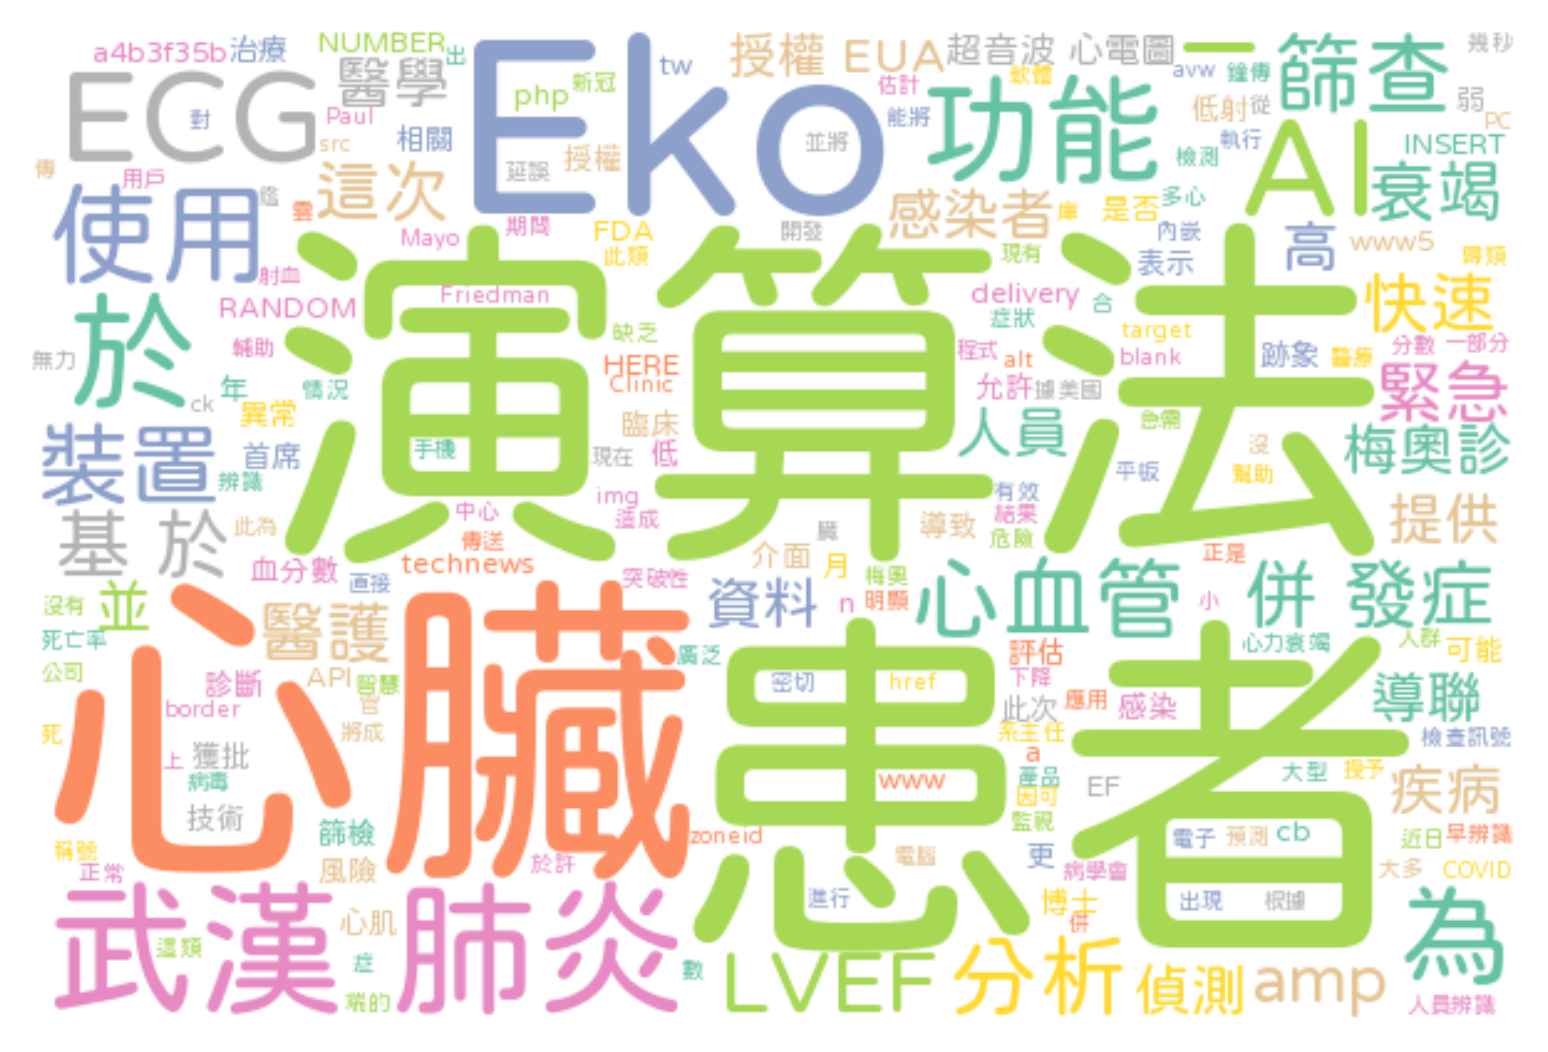 a4b3f35b 治療 NUMBER 出 Eko tw 授權 EUA 超音波 心電圖 一 篩查 幾秒
ECG 醫學 php 新冠 估計 軟體 功能 avw 鐘傳 弱
對 Paul 相關 能將 低射 從 執行 AI PC
src 延誤 授權 並將 檢測 INSERT
傳 用戶 使用 這次 感染者 庫 是否 多心 衰竭
雲 Mayo 期間 FDA 開發 內嵌 高 www5
射血 此類 現有 表示 歸類
RANDOM Friedman 演算法 delivery 合 快速
於 缺乏 症狀 target
無力 輔助 HERE 程式 alt blank 跡象 醫療 分數 一部分
ck 年 情況 Clinic 允許 據美國 緊急
異常 臨床 人員 急需
裝置 首席 手機 現在 低 沒 梅奧診
辨識 img 有效 平板 幫助
基於 此為 中心 造成 導致 結果 提供
傳送 臟 危險 正是
血分數 technews 介面 月
直接 突破性 梅奧 心血管 併發症
沒有 並 心臟 資料 n 明顯 小
死亡率 醫護 廣泛 患者 評估 心力衰竭 人群 可能
公司 診斷 API 智慧 密切 href 下降
border 官 此次 應用 感染 導聯
死 將成 系主任 檢查訊號
上 獲批 a
病毒 www 產品 EF 大型 授予 疾病
技術 因可
篩檢 zoneid 監視 電子 預測 cb 近日 早辨識
稱號 正常 風險 於許 電腦 更 病學會 大多 COVID
武漢 肺炎 心肌 進行 博士 出現 根據 為
這類 併
症 數 LVEF 分析 偵測 amp
端的 人員辨識